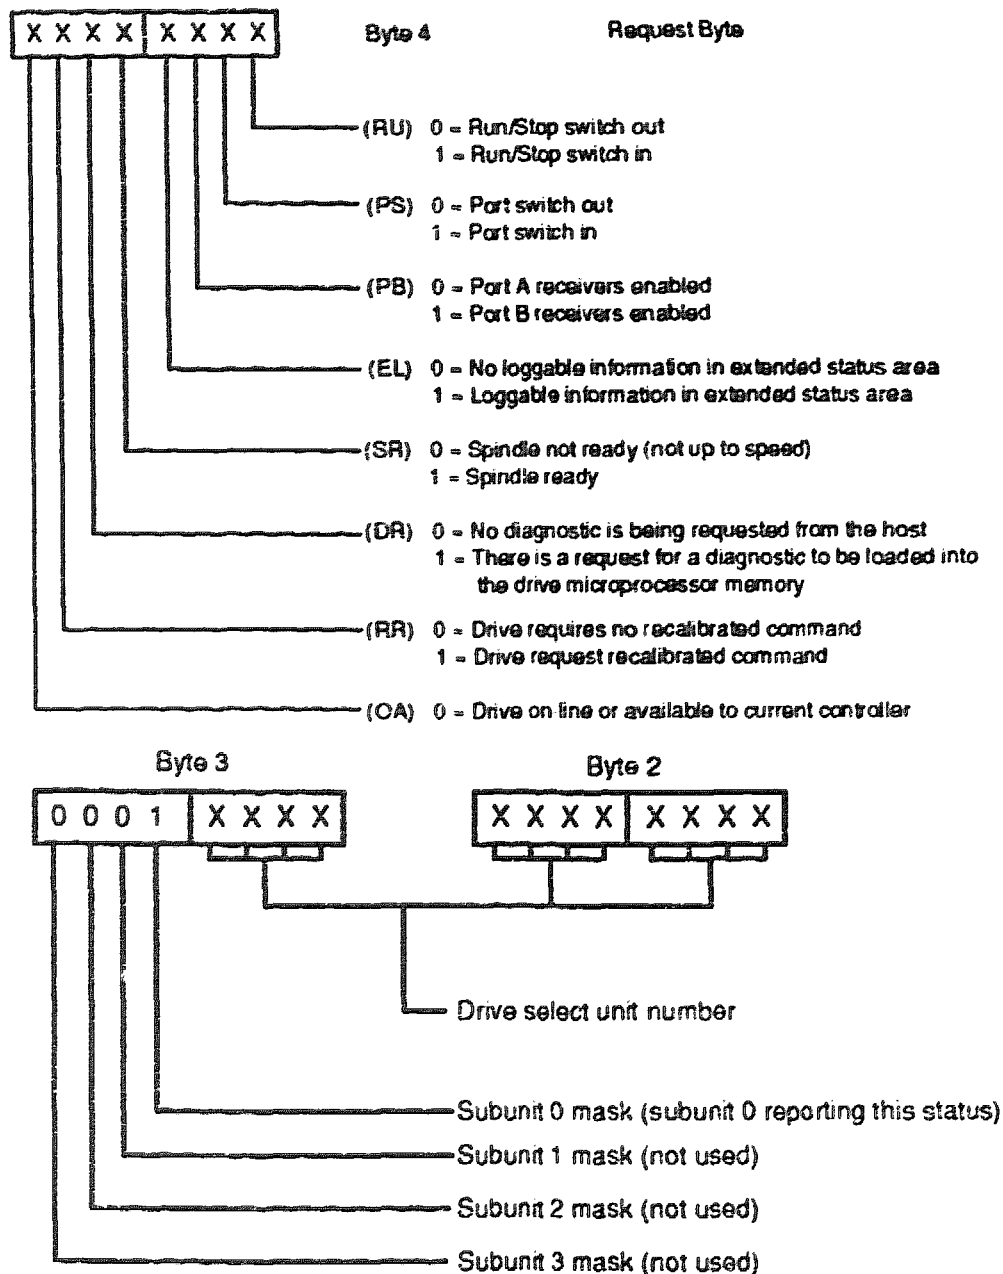 X X X X X X X X Byte 4 Request Byte
(RU) 0 = Run/Stop switch out
1 = Run/Stop switch in
(PS) 0 = Port switch out
1 = Port switch in
(PB) 0 = Port A receivers enabled
1 = Port B receivers enabled
(EL) 0 = No loggable information in extended status area
1 = Loggable information in extended status area
(SR) 0 = Spindle not ready (not up to speed)
1 = Spindle ready
(DR) 0 = No diagnostic is being requested from the host
1 = There is a request for a diagnostic to be loaded into
the drive microprocessor memory
(RR) 0 = Drive requires no recalibrated command
1 = Drive request recalibrated command
(OA) 0 = Drive on line or available to current controller
Byte 3 Byte 2
0 0 0 1 X X X X X X X X X X X X
Drive select unit number
Subunit 0 mask (subunit 0 reporting this status)
Subunit 1 mask (not used)
Subunit 2 mask (not used)
Subunit 3 mask (not used)